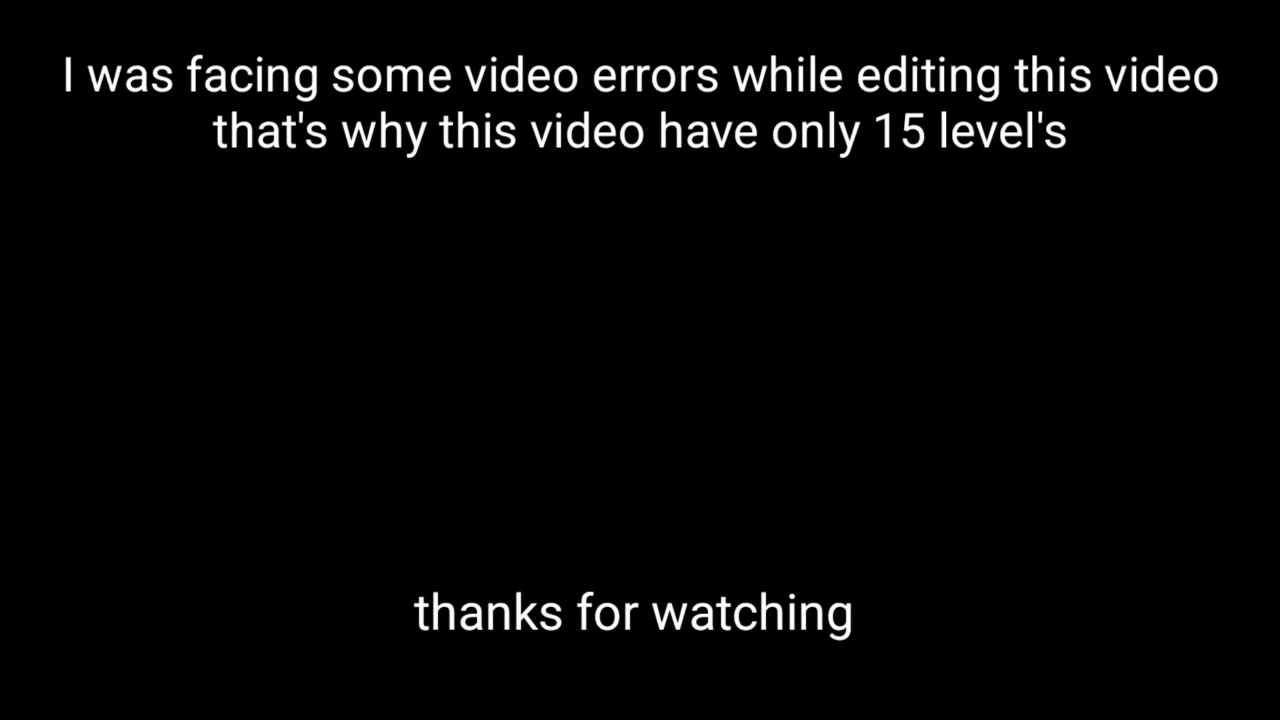 I was facing some video errors while editing this video
that's why this video have only 15 level's
thanks for watching